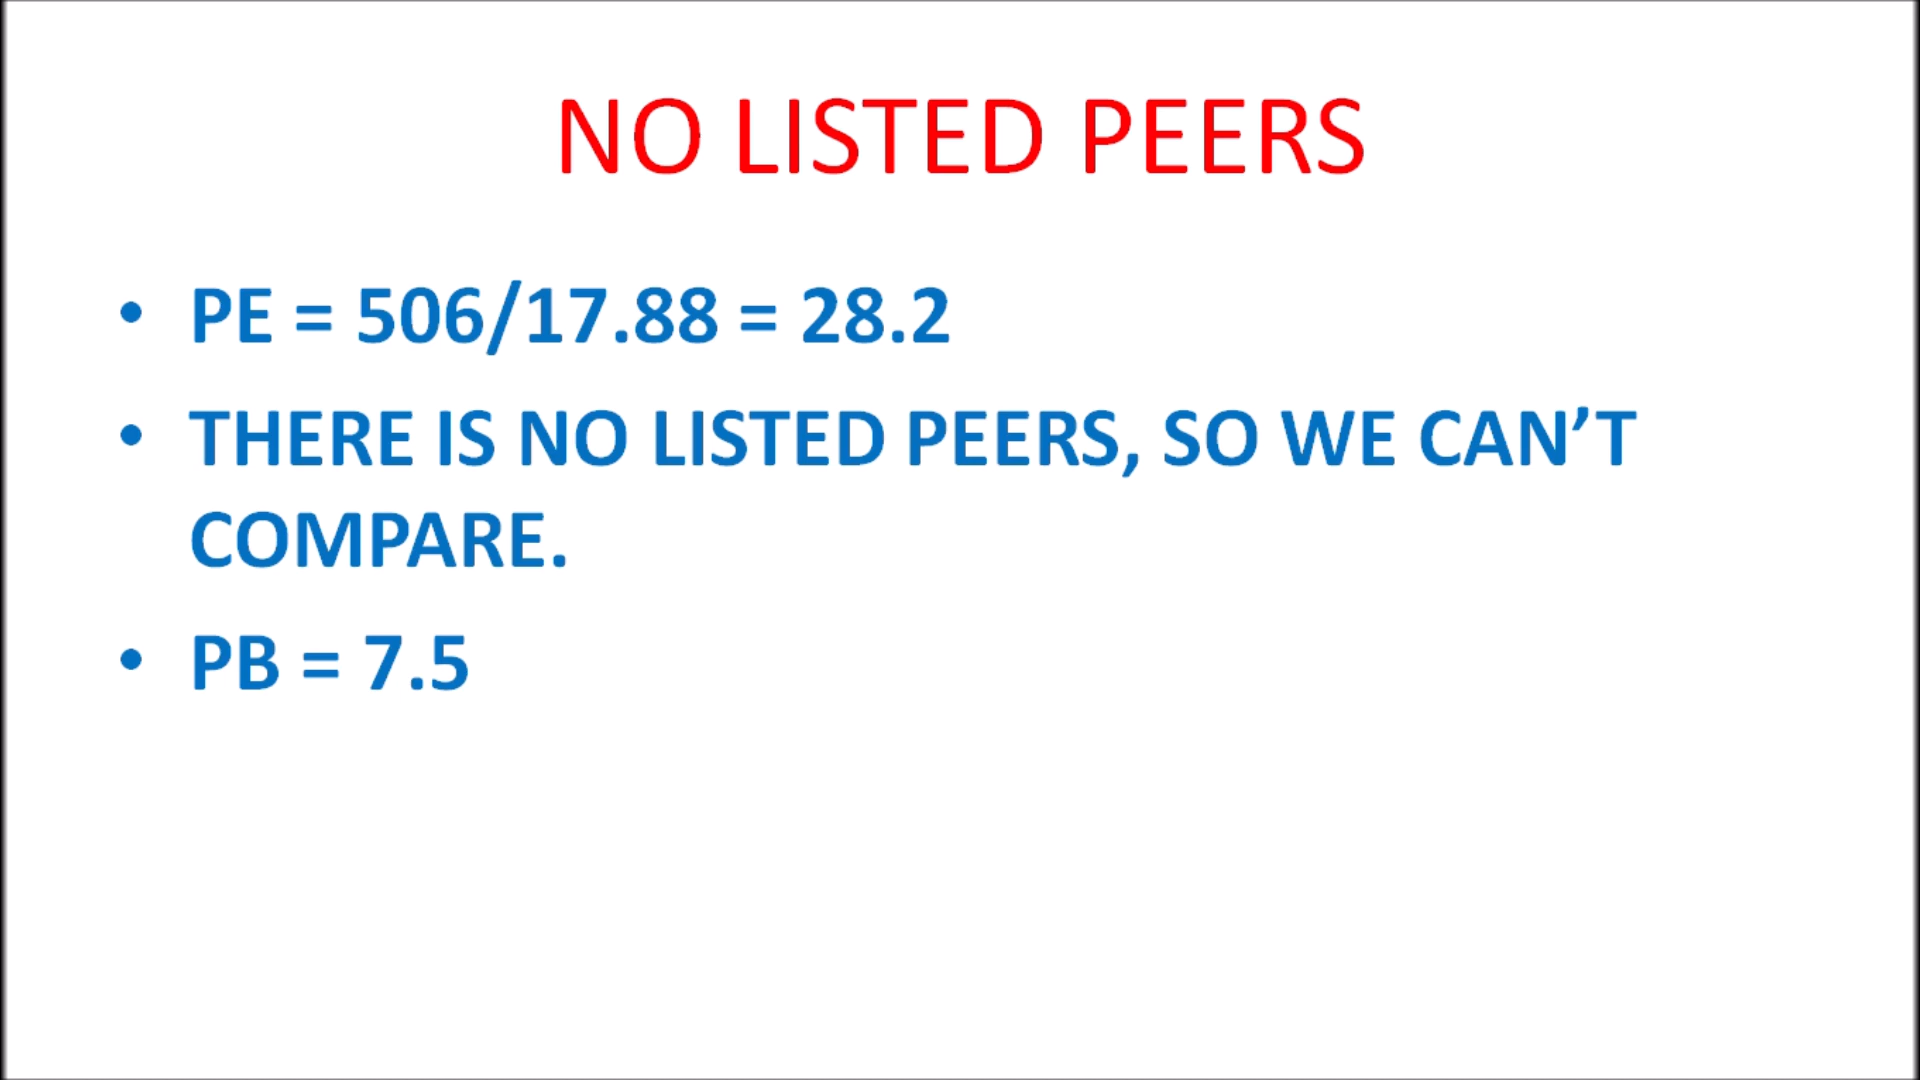 NO LISTED PEERS
• PE = 506/17.88 = 28.2
• THERE IS NO LISTED PEERS, SO WE CAN’T
COMPARE.
• PB = 7.5